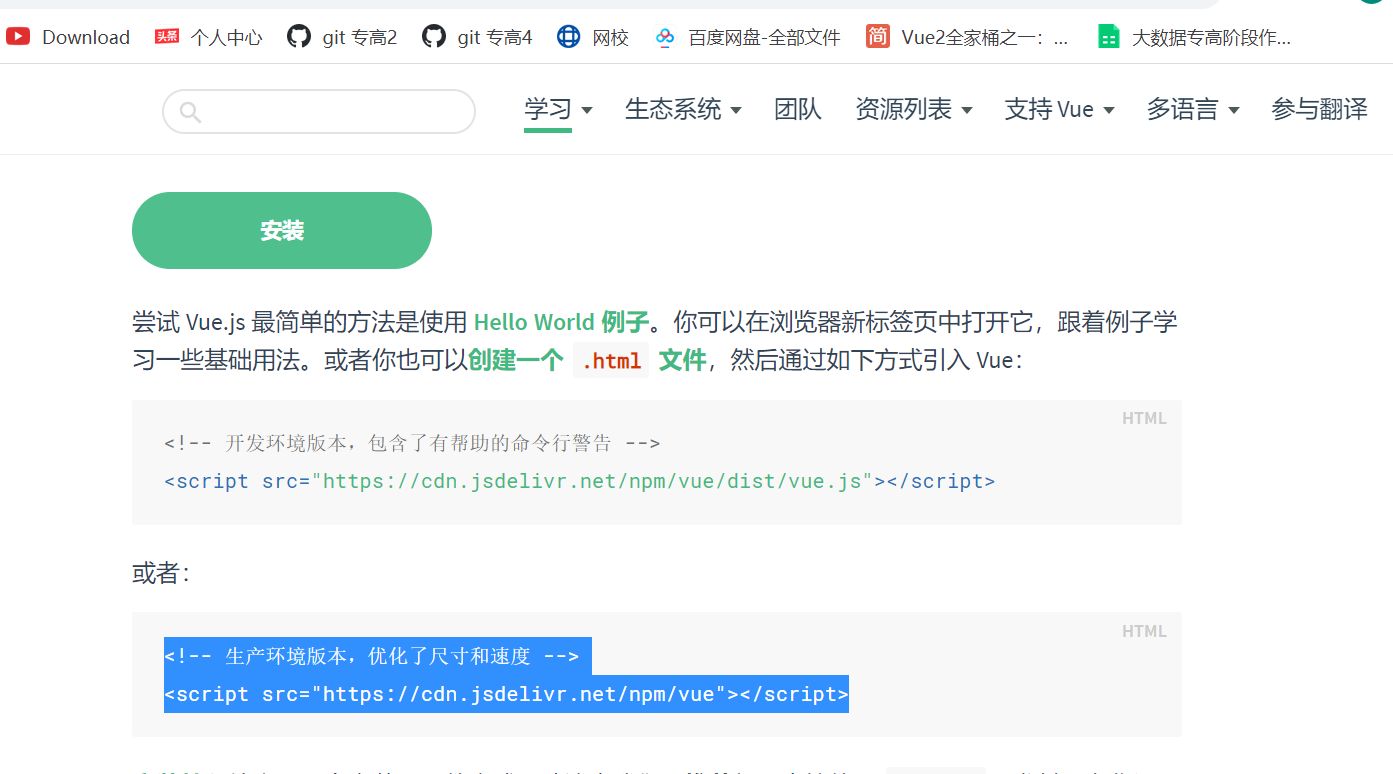 Download 头条 个人中心 git 专高2 git 专高4 网校 百度网盘-全部文件 简 Vue2全家桶之一：... 大数据专高阶段作...
学习 生态系统 团队 资源列表 支持 Vue 多语言 参与翻译
安装
尝试 Vue.js 最简单的方法是使用 Hello World 例子。你可以在浏览器新标签页中打开它，跟着例子学
习一些基础用法。或者你也可以创建一个 .html 文件，然后通过如下方式引入 Vue：
HTML
<!-- 开发环境版本，包含了有帮助的命令行警告 -->
<script src="https://cdn.jsdelivr.net/npm/vue/dist/vue.js"></script>
或者：
HTML
<!-- 生产环境版本，优化了尺寸和速度 -->
<script src="https://cdn.jsdelivr.net/npm/vue"></script>